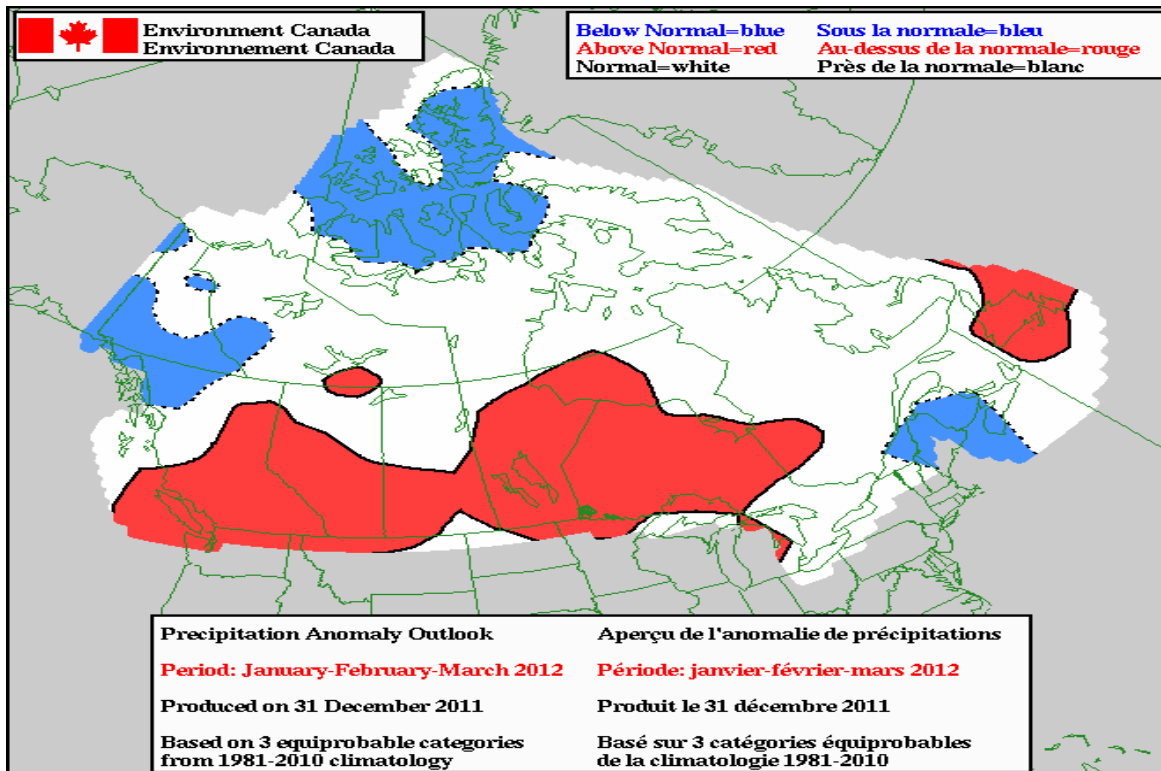 Environment Canada
Environnement Canada
Below Normal=blue
Above Normal=red
Normal=white
Sous la normale=bleu
Au-dessus de la normale=rouge
Près de la normale=blanc
Precipitation Anomaly Outlook
Period: January-February-March 2012
Produced on 31 December 2011
Based on 3 equiprobable categories
from 1981-2010 climatology
Aperçu de l'anomalie de précipitations
Période: janvier-février-mars 2012
Produit le 31 décembre 2011
Basé sur 3 catégories équiprobables
de la climatologie 1981-2010